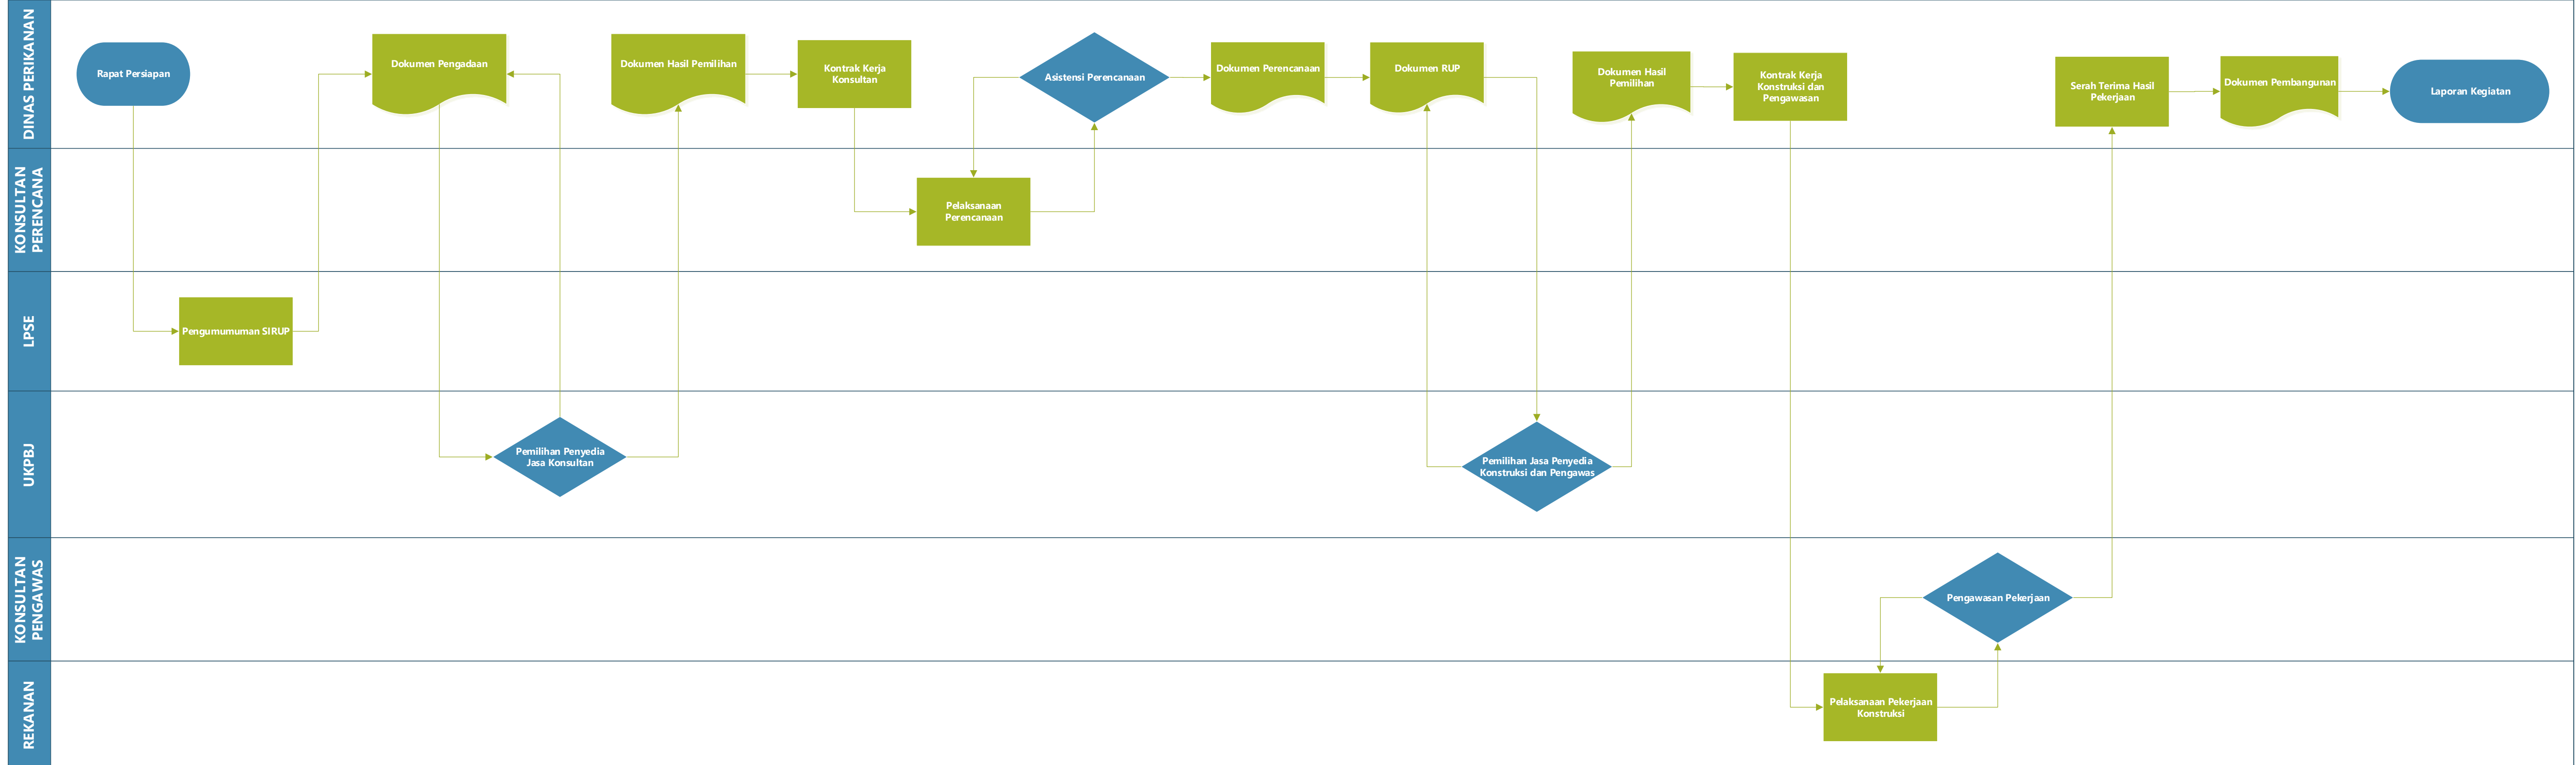 DINAS PERIKANAN
Rapat Persiapan
Dokumen Pengadaan
Dokumen Hasil Pemilihan
Kontrak Kerja
Konsultan
Asistensi Perencanaan
Dokumen Perencanaan
Dokumen RUP
Dokumen Hasil
Pemilihan
Kontrak Kerja
Konstruksi dan
Pengawasan
Serah Terima Hasil
Pekerjaan
Dokumen Pembangunan
Laporan Kegiatan
KONSULTAN
PERENCANA
Pelaksanaan
Perencanaan
LPSE
Pengumumuman SIRUP
UKPBJ
Pemilihan Penyedia
Jasa Konsultan
Pemilihan Jasa Penyedia
Konstruksi dan Pengawas
KONSULTAN
PENGAWAS
Pengawasan Pekerjaan
REKANAN
Pelaksanaan Pekerjaan
Konstruksi